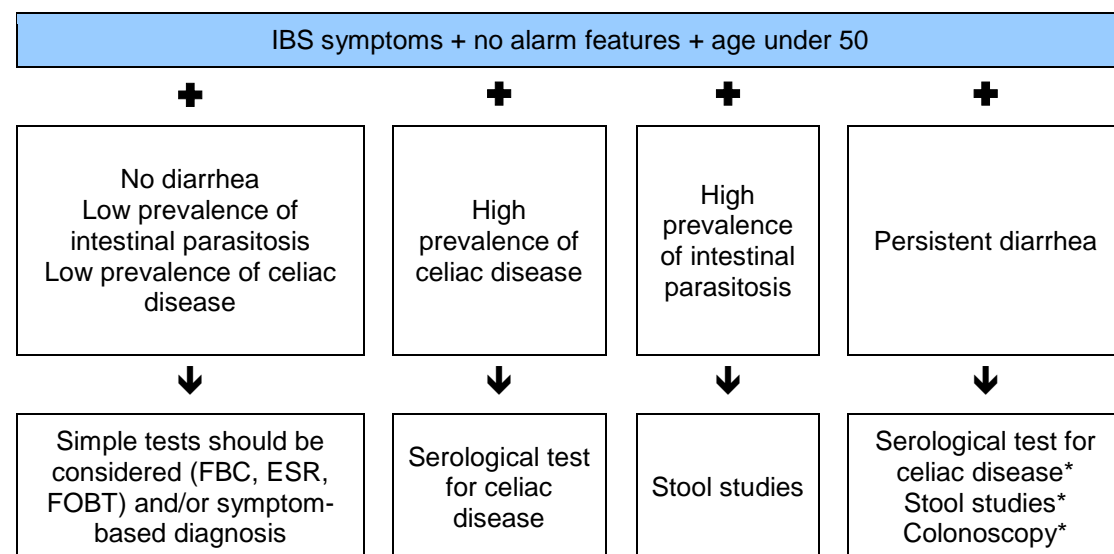 IBS symptoms + no alarm features + age under 50
No diarrhea
Low prevalence of
intestinal parasitosis
Low prevalence of celiac
disease
High
prevalence of
celiac disease
High
prevalence
of intestinal
parasitosis
Persistent diarrhea
Simple tests should be
considered (FBC, ESR,
FOBT) and/or symptom-
based diagnosis
Serological test
for celiac
disease
Stool studies
Serological test for
celiac disease*
Stool studies*
Colonoscopy*